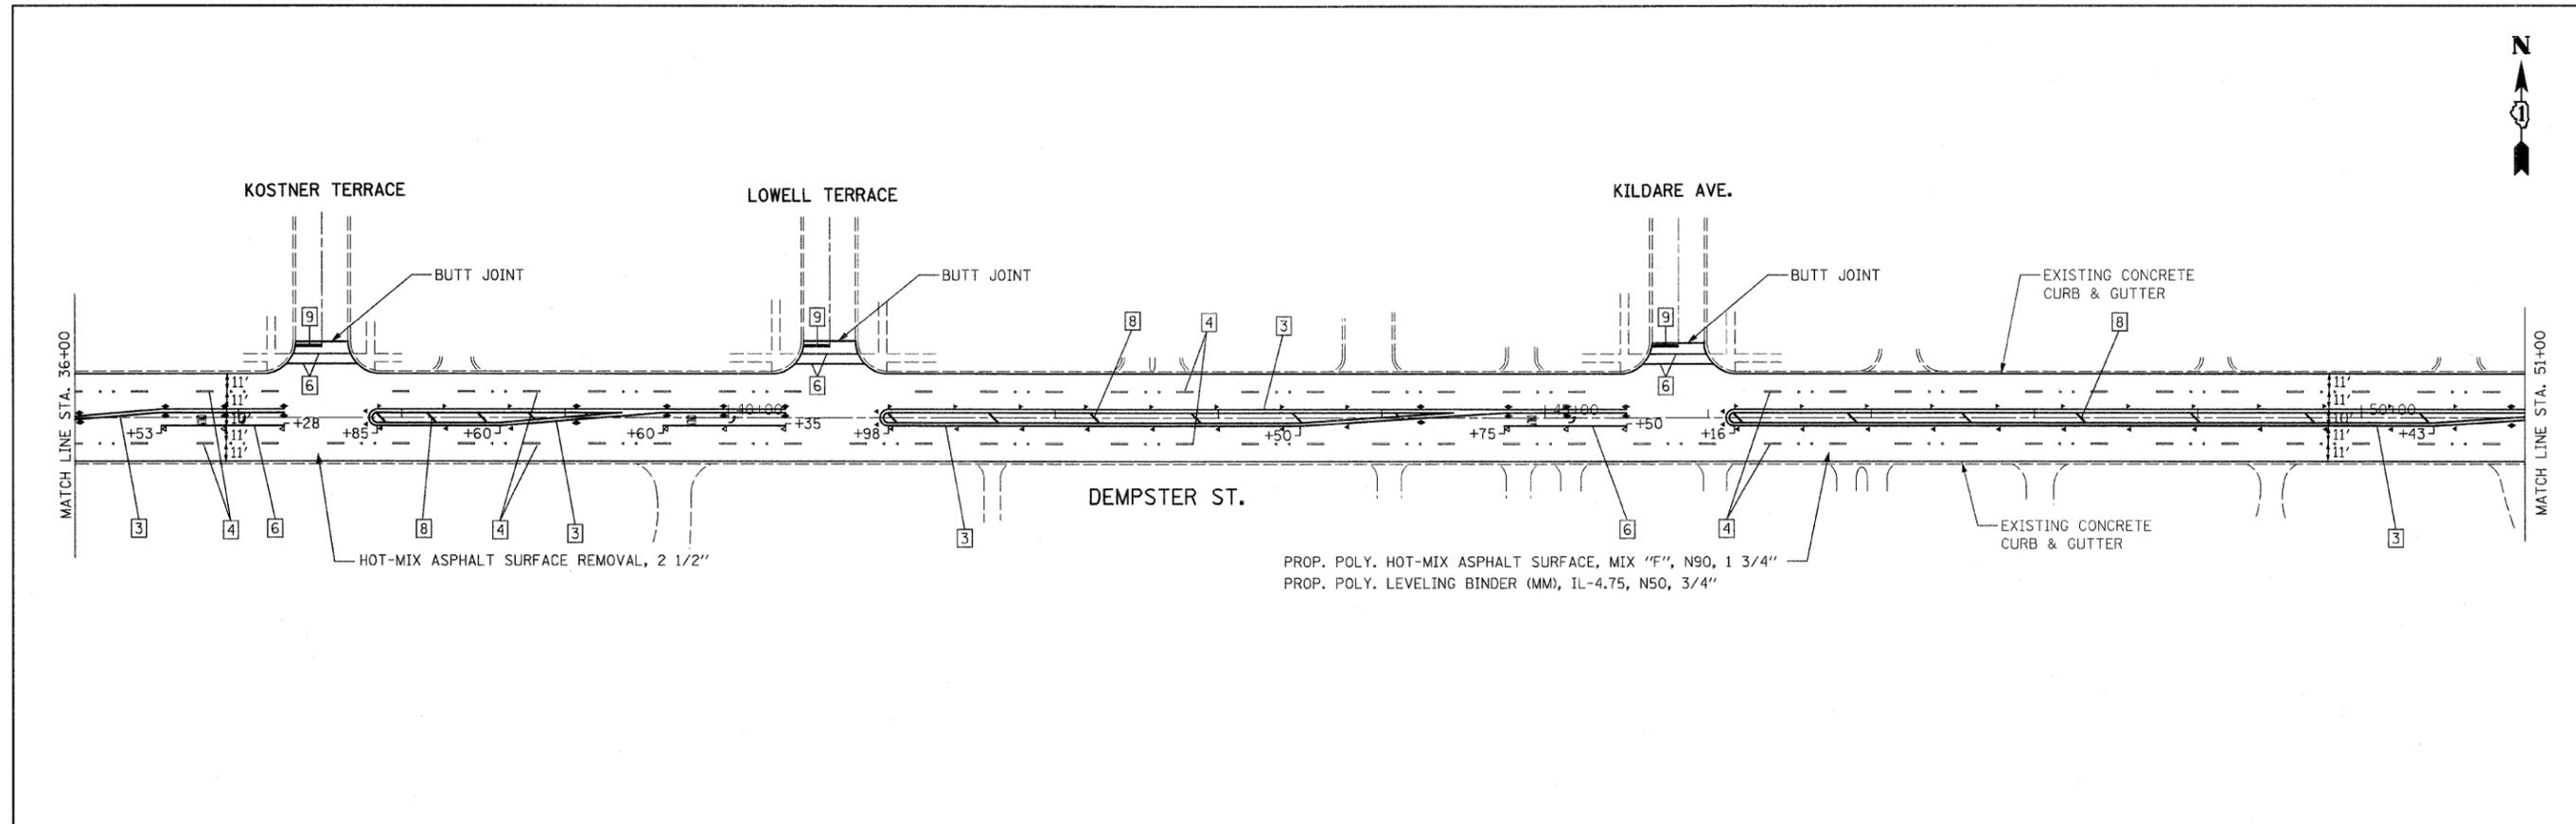 N
1
KOSTNER TERRACE
LOWELL TERRACE
KILDARE AVE.
BUTT JOINT
BUTT JOINT
BUTT JOINT
EXISTING CONCRETE
CURB & GUTTER
9
9
9
8
4
3
8
6
6
6
MATCH LINE STA. 36+00
MATCH LINE STA. 51+00
11'
11'
11'
11'
11'
11'
10'
11'
11'
40+00
50+00
+53
+28
+85
+60
+60
+35
+98
+50
+75
+50
+16
+43
3
4
6
8
4
3
3
6
4
3
DEMPSTER ST.
HOT-MIX ASPHALT SURFACE REMOVAL, 2 1/2"
PROP. POLY. HOT-MIX ASPHALT SURFACE, MIX "F", N90, 1 3/4"
PROP. POLY. LEVELING BINDER (MM), IL-4.75, N50, 3/4"
EXISTING CONCRETE
CURB & GUTTER